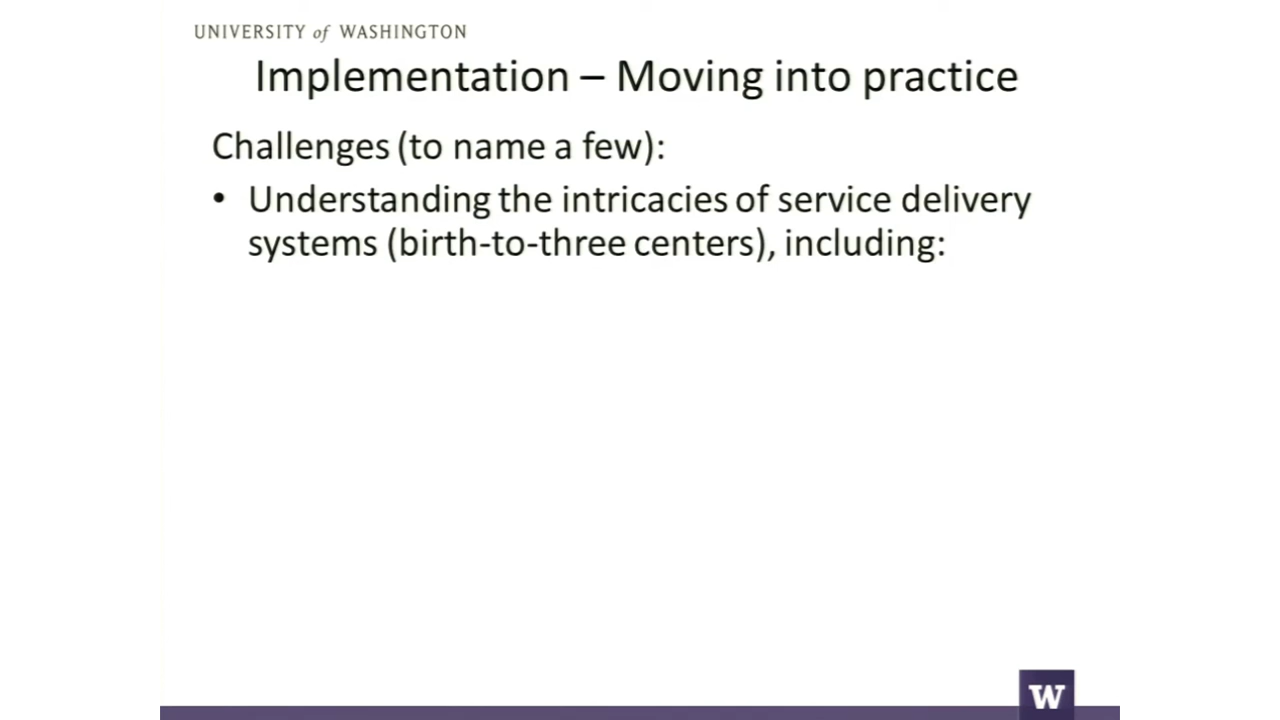 UNIVERSITY of WASHINGTON
Implementation – Moving into practice
Challenges (to name a few):
• Understanding the intricacies of service delivery
systems (birth-to-three centers), including:
W